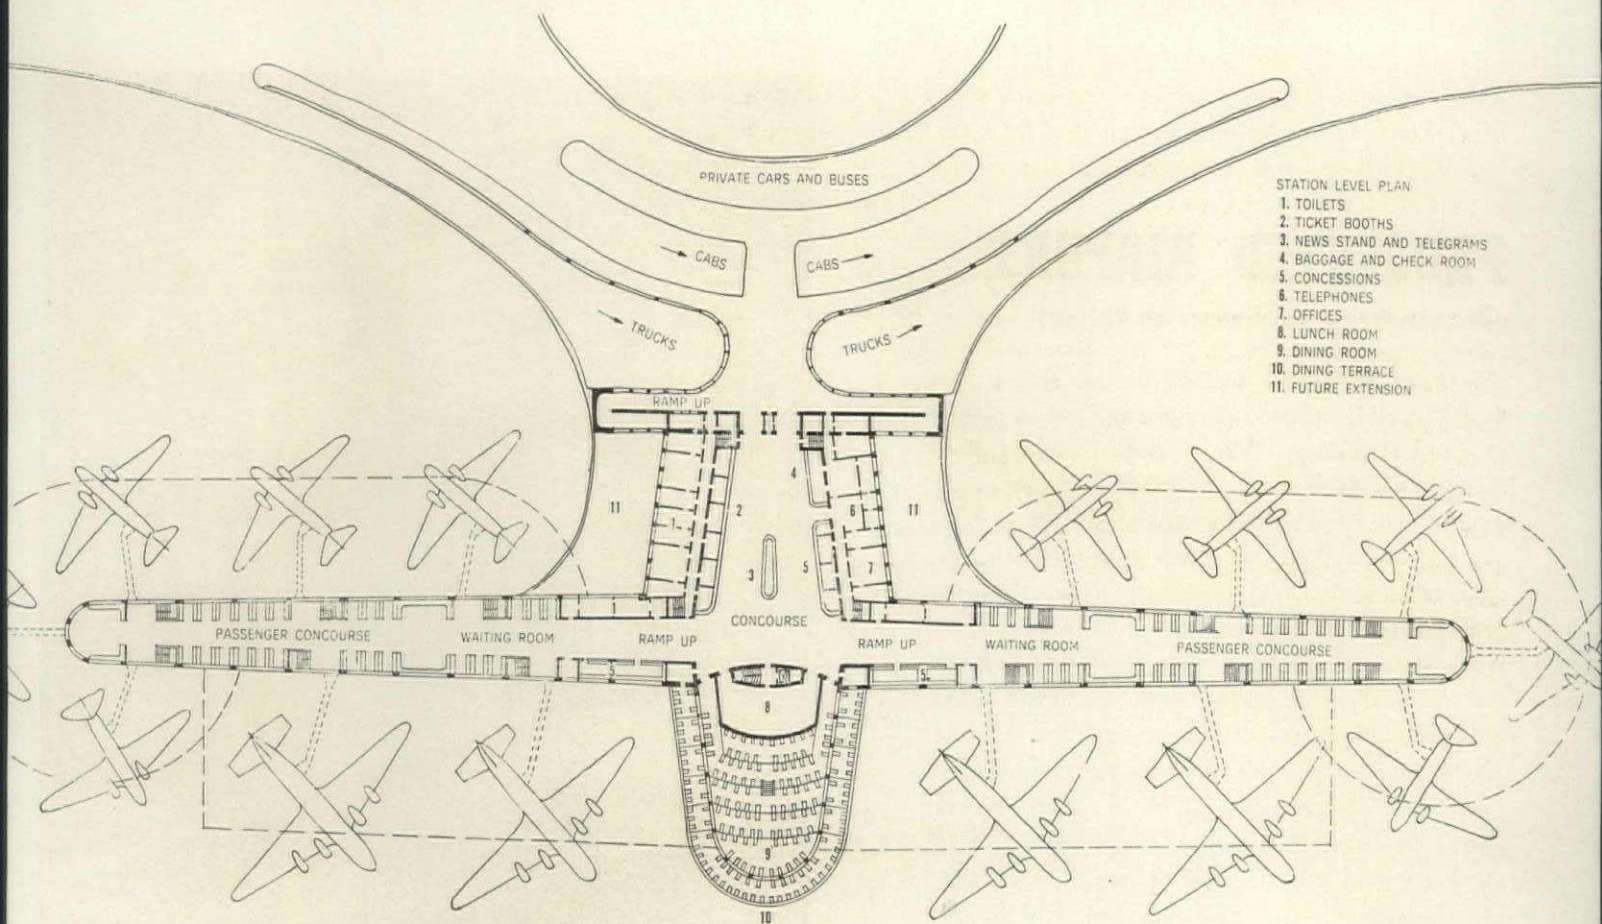 PRIVATE CARS AND BUSES
STATION LEVEL PLAN
1. TOILETS
2. TICKET BOOTHS
3. NEWS STAND AND TELEGRAMS
4. BAGGAGE AND CHECK ROOM
5. CONCESSIONS
6. TELEPHONES
7. OFFICES
8. LUNCH ROOM
9. DINING ROOM
10. DINING TERRACE
11. FUTURE EXTENSION
CABS
CABS
TRUCKS
TRUCKS
RAMP UP
4
11
2
6
11
3
5
7
CONCOURSE
PASSENGER CONCOURSE
WAITING ROOM
RAMP UP
RAMP UP
WAITING ROOM
PASSENGER CONCOURSE
8
9
10